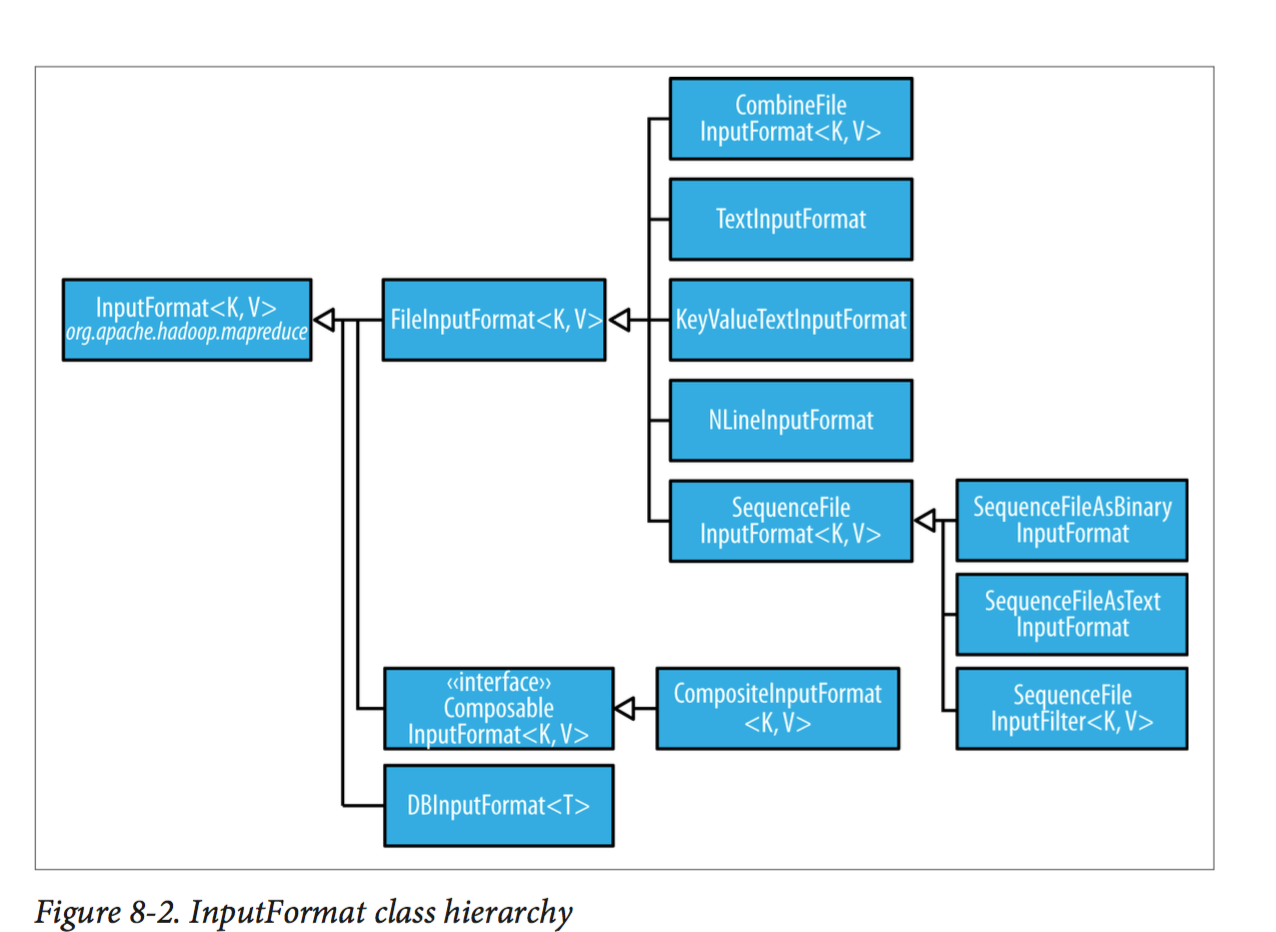 CombineFile
InputFormat<K, V>
TextInputFormat
InputFormat<K, V>
org.apache.hadoop.mapreduce
FileInputFormat<K, V>
KeyValueTextInputFormat
NLineInputFormat
SequenceFile
InputFormat<K, V>
SequenceFileAsBinary
InputFormat
SequenceFileAsText
InputFormat
‹‹interface››
Composable
InputFormat<K, V>
CompositeInputFormat
<K, V>
SequenceFile
InputFilter<K, V>
DBInputFormat<T>
Figure 8-2. InputFormat class hierarchy